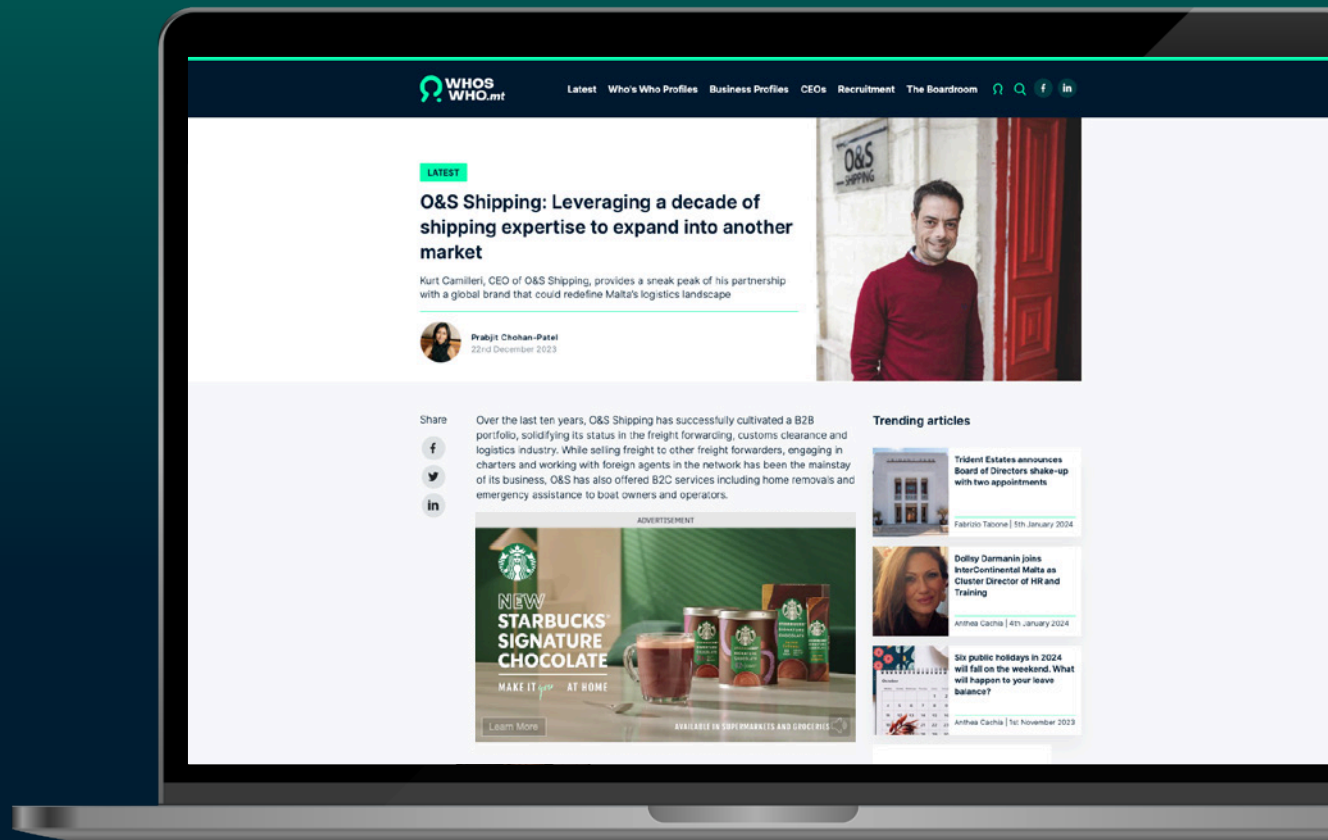 WHOS
WHO.mt
Latest Who's Who Profiles Business Profiles CEOs Recruitment The Boardroom
LATEST
O&S Shipping: Leveraging a decade of
shipping expertise to expand into another
market
Kurt Camilleri, CEO of O&S Shipping, provides a sneak peak of his partnership
with a global brand that could redefine Malta's logistics landscape
Prabjit Chohan-Patel
22nd December 2023
O&S
SHIPPING
Share
Over the last ten years, O&S Shipping has successfully cultivated a B2B
portfolio, solidifying its status in the freight forwarding, customs clearance and
logistics industry. While selling freight to other freight forwarders, engaging in
charters and working with foreign agents in the network has been the mainstay
of its business, O&S has also offered B2C services including home removals and
emergency assistance to boat owners and operators.
ADVERTISEMENT
NEW
STARBUCKS®
SIGNATURE
CHOCOLATE
MAKE IT you AT HOME
Learn More
AVAILABLE IN SUPERMARKETS AND GROCERIES
Trending articles
Trident Estates announces
Board of Directors shake-up
with two appointments
Fabrizio Tabone | 5th January 2024
Dollsy Darmanin joins
InterContinental Malta as
Cluster Director of HR and
Training
Anthea Cachia | 4th January 2024
Six public holidays in 2024
will fall on the weekend. What
will happen to your leave
balance?
Anthea Cachia | 1st November 2023